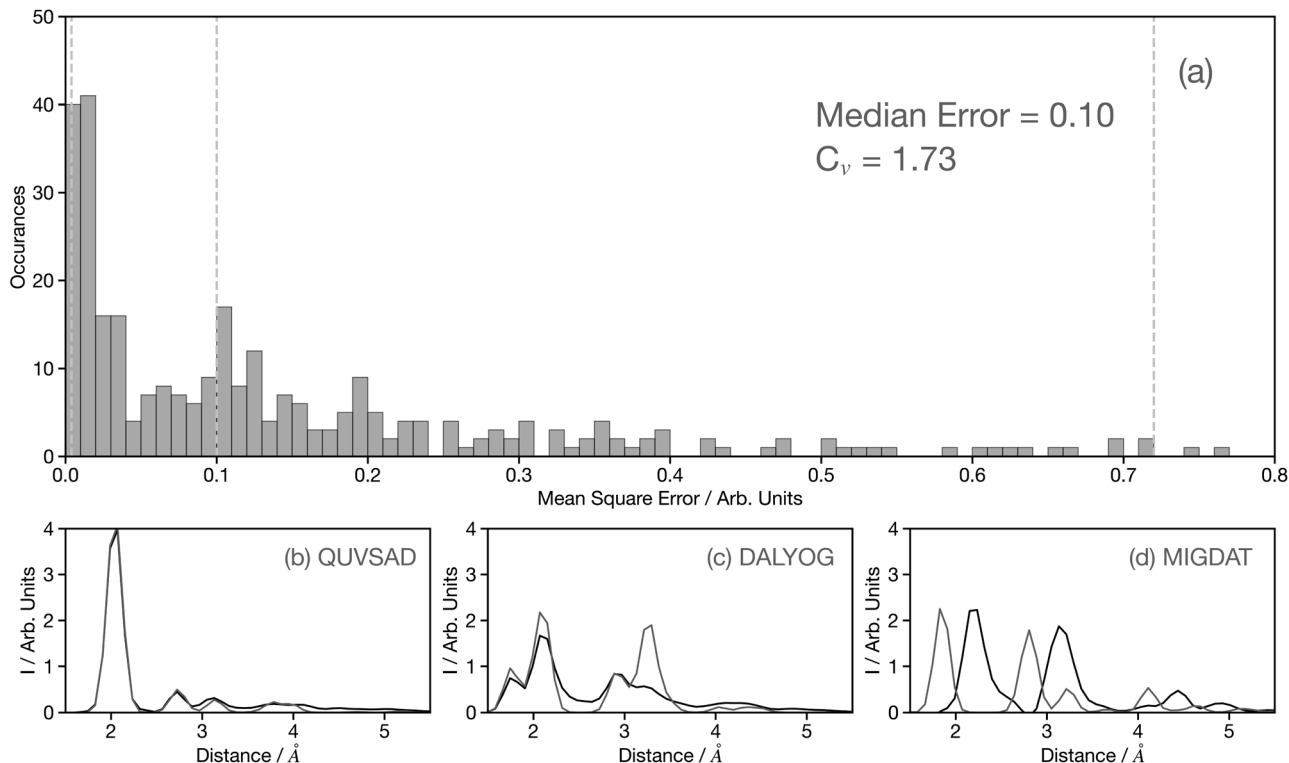 50
(a)
40
Median Error = 0.10
Cᵥ = 1.73
30
Occurances
20
10
0
0.0 0.1 0.2 0.3 0.4 0.5 0.6 0.7 0.8
Mean Square Error / Arb. Units
4 (b) QUVSAD
3
I / Arb. Units
2
1
0
2 3 4 5
Distance / Å
4 (c) DALYOG
3
I / Arb. Units
2
1
0
2 3 4 5
Distance / Å
4 (d) MIGDAT
3
I / Arb. Units
2
1
0
2 3 4 5
Distance / Å